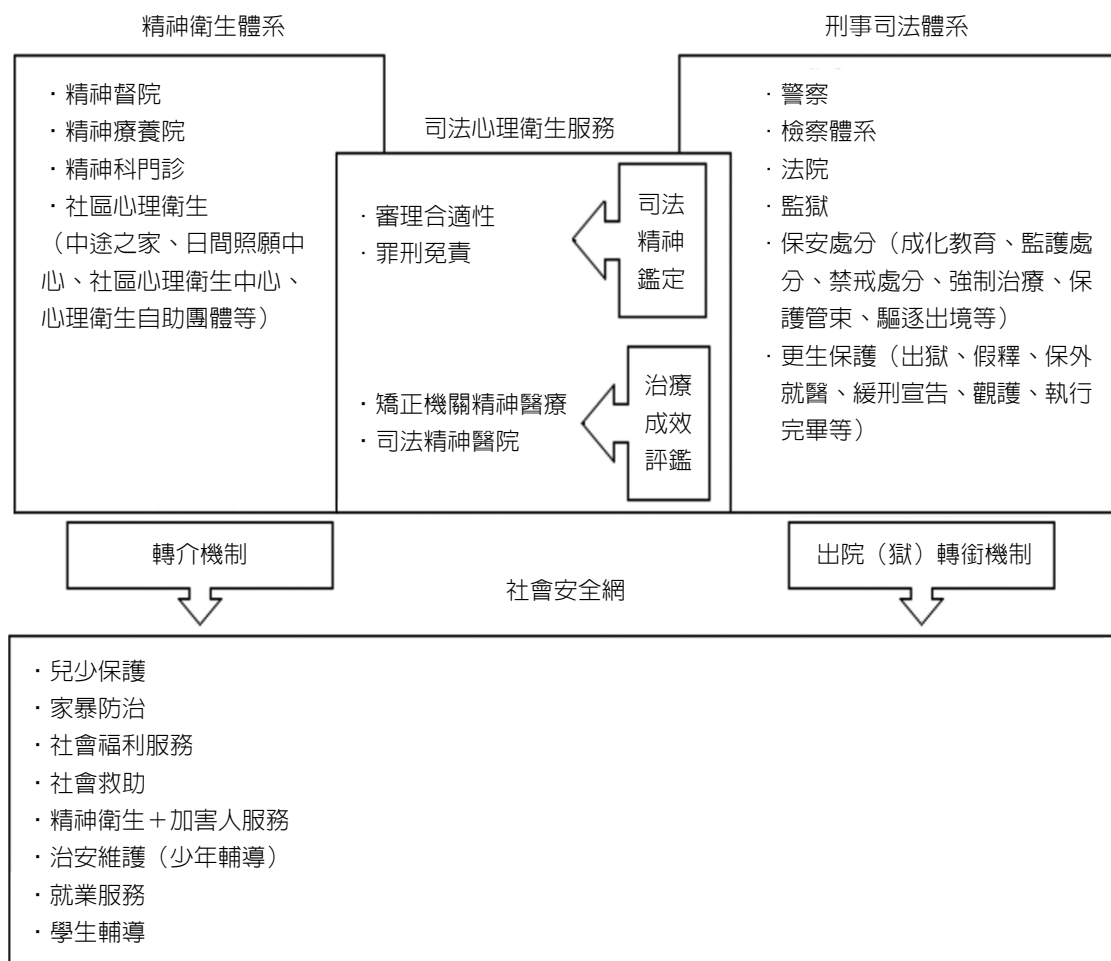 精神衛生體系
刑事司法體系
・精神督院
・精神療養院
・精神科門診
・社區心理衛生
（中途之家、日間照願中
心、社區心理衛生中心、
心理衛生自助團體等）
司法心理衛生服務
・審理合適性
・罪刑免責
司法
精神
鑑定
・矯正機關精神醫療
・司法精神醫院
治療
成效
評鑑
・警察
・檢察體系
・法院
・監獄
・保安處分（成化教育、監護處
分、禁戒處分、強制治療、保
護管束、驅逐出境等）
・更生保護（出獄、假釋、保外
就醫、緩刑宣告、觀護、執行
完畢等）
轉介機制
出院（獄）轉銜機制
社會安全網
・兒少保護
・家暴防治
・社會福利服務
・社會救助
・精神衛生＋加害人服務
・治安維護（少年輔導）
・就業服務
・學生輔導